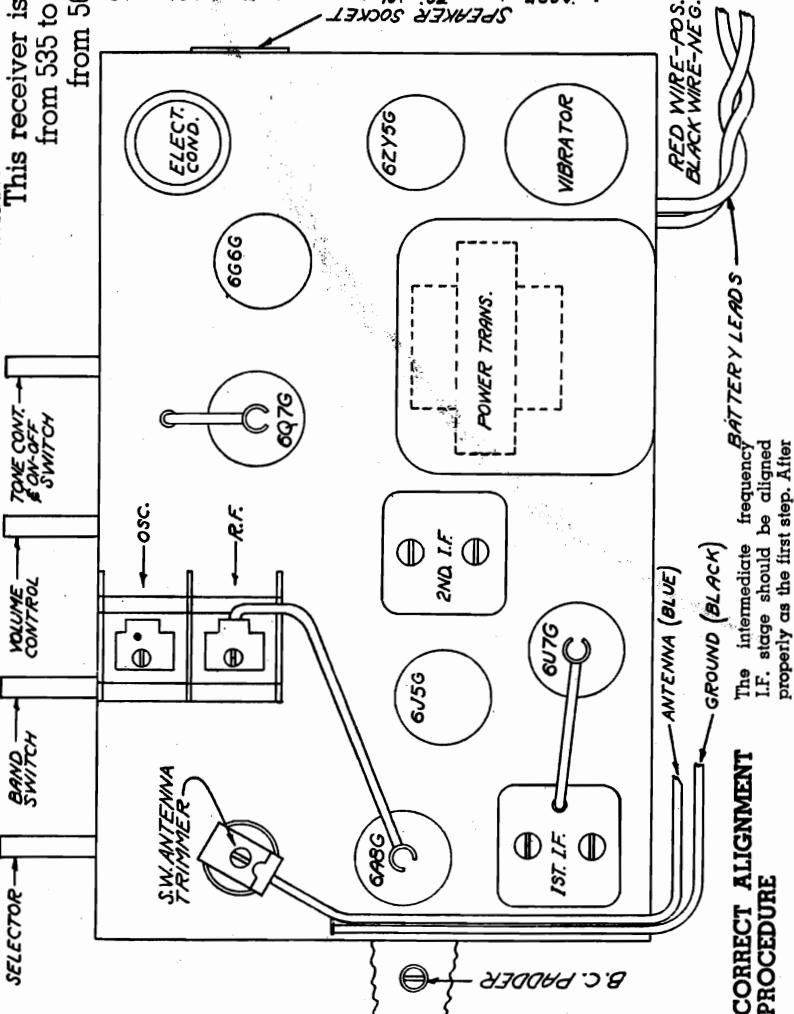 This receiver is
from 535 to
SPEAKER SOCKET
RED WIRE-POS.
BLACK WIRE-NEG.
ELECT.
COND.
6ZY5G
VIBRATOR
6G6G
POWER TRANS.
BATTERY LEADS
TONE CONT.
& ON-OFF
SWITCH
6Q7G
VOLUME
CONTROL
OSC.
R.F.
2ND. I.F.
BAND
SWITCH
6J5G
6U7G
ANTENNA (BLUE)
GROUND (BLACK)
SELECTOR
S.W. ANTENNA
TRIMMER
6A8G
1ST. I.F.
B.C. PADDER
The intermediate frequency
I.F. stage should be aligned
properly as the first step. After
CORRECT ALIGNMENT
PROCEDURE